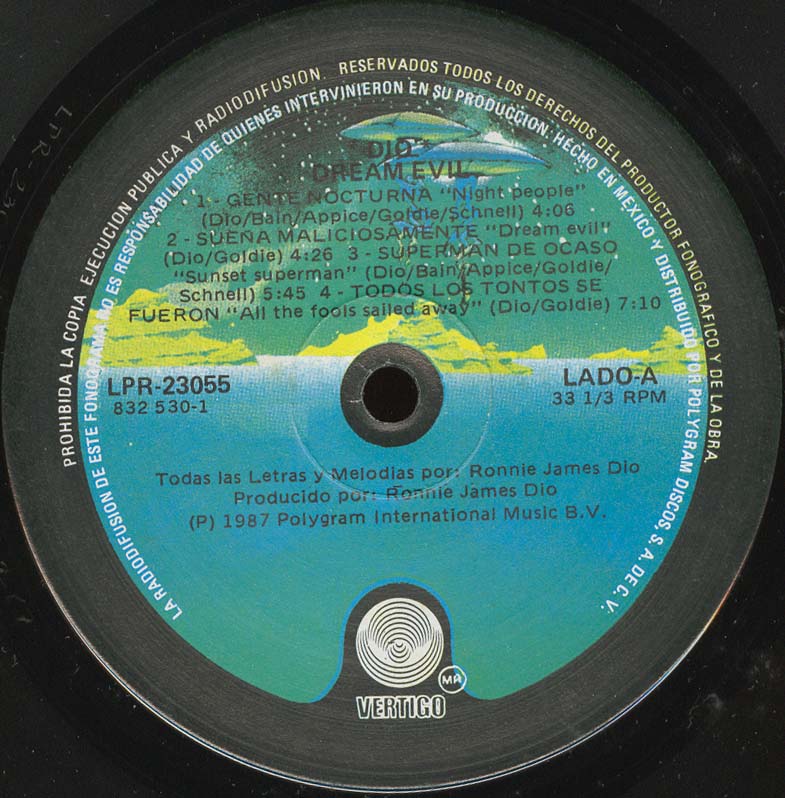 PROHIBIDA LA COPIA EJECUCION PUBLICA Y RADIODIFUSION. RESERVADOS TODOS LOS DERECHOS DEL PRODUCTOR FONOGRAFICO Y DE LA OBRA.
LA RADIODIFUSION DE ESTE FONOGRAMA NO ES RESPONSABILIDAD DE QUIENES INTERVINIERON EN SU PRODUCCION. HECHO EN MEXICO Y DISTRIBUIDO POR POLYGRAM DISCOS, S. A. DE C. V.
DIO
DREAM EVIL
1 - GENTE NOCTURNA "Night people"
(Dio/Bain/Appice/Goldie/Schnell) 4:06
2 - SUEÑA MALICIOSAMENTE "Dream evil"
(Dio/Goldie) 4:26 3 - SUPERMAN DE OCASO
"Sunset superman" (Dio/Bain/Appice/Goldie/
Schnell) 5:45 4 - TODOS LOS TONTOS SE
FUERON "All the fools sailed away" (Dio/Goldie) 7:10
LPR-23055
832 530-1
LADO-A
33 1/3 RPM
Todas las Letras y Melodias por: Ronnie James Dio
Producido por: Ronnie James Dio
(P) 1987 Polygram International Music B.V.
MR
VERTIGO